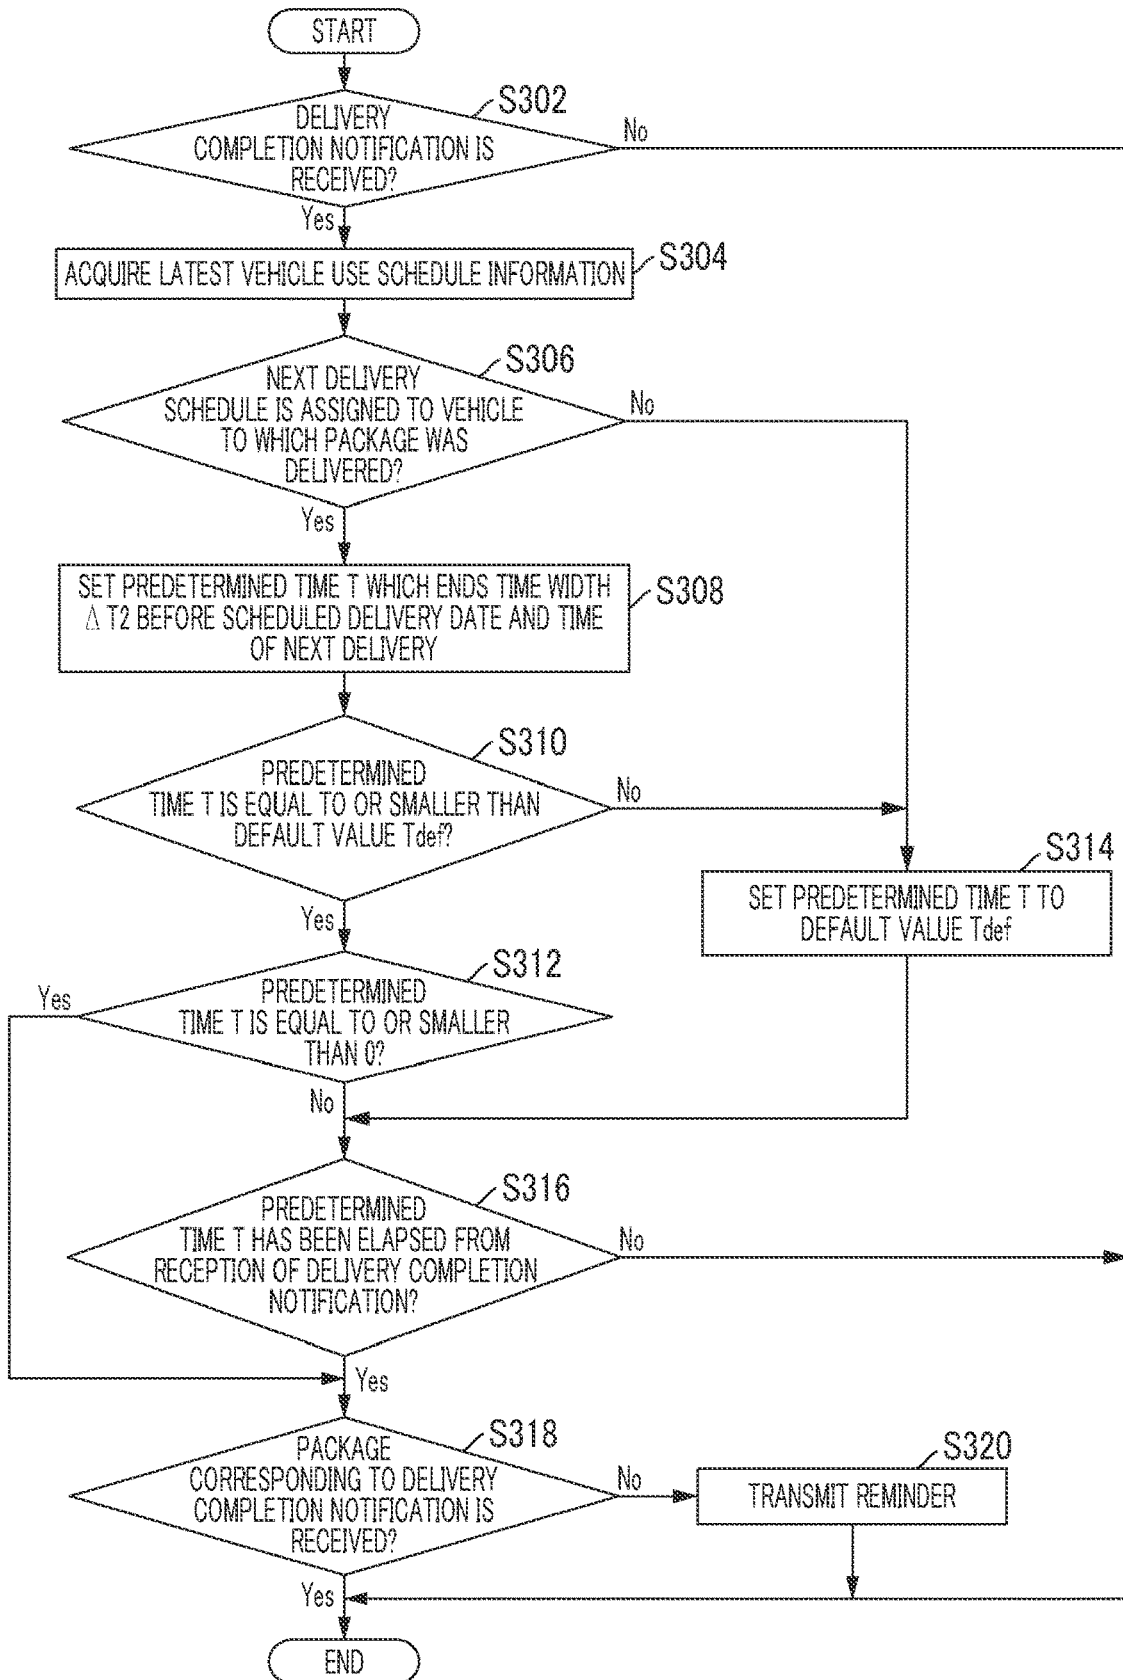 START
S302
DELIVERY
COMPLETION NOTIFICATION IS
RECEIVED?
No
Yes
S304
ACQUIRE LATEST VEHICLE USE SCHEDULE INFORMATION
S306
NEXT DELIVERY
SCHEDULE IS ASSIGNED TO VEHICLE
TO WHICH PACKAGE WAS
DELIVERED?
No
Yes
S308
SET PREDETERMINED TIME T WHICH ENDS TIME WIDTH
Δ T2 BEFORE SCHEDULED DELIVERY DATE AND TIME
OF NEXT DELIVERY
S310
PREDETERMINED
TIME T IS EQUAL TO OR SMALLER THAN
DEFAULT VALUE Tdef?
No
Yes
S314
SET PREDETERMINED TIME T TO
DEFAULT VALUE Tdef
S312
PREDETERMINED
TIME T IS EQUAL TO OR SMALLER
THAN 0?
Yes
No
S316
PREDETERMINED
TIME T HAS BEEN ELAPSED FROM
RECEPTION OF DELIVERY COMPLETION
NOTIFICATION?
No
Yes
S318
PACKAGE
CORRESPONDING TO DELIVERY
COMPLETION NOTIFICATION IS
RECEIVED?
No
S320
TRANSMIT REMINDER
Yes
END